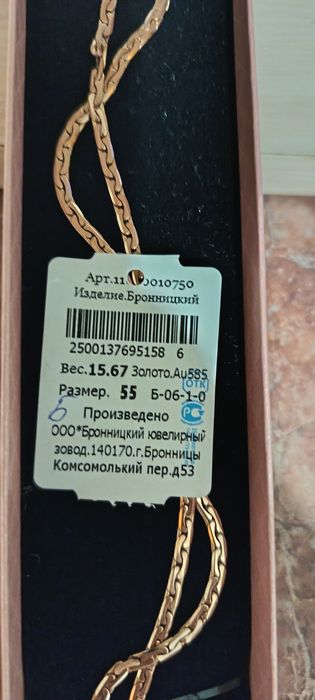 Изделие.Бронницкий
2500137695158 6
Вес.15.67 Золото.Au585
ОТК
Размер. 55 Б-06-1-0
Б
Произведено
РС
ООО*Бронницкий ювелирный
зовод.140170.г.Бронницы
Комсомолький пер.д53